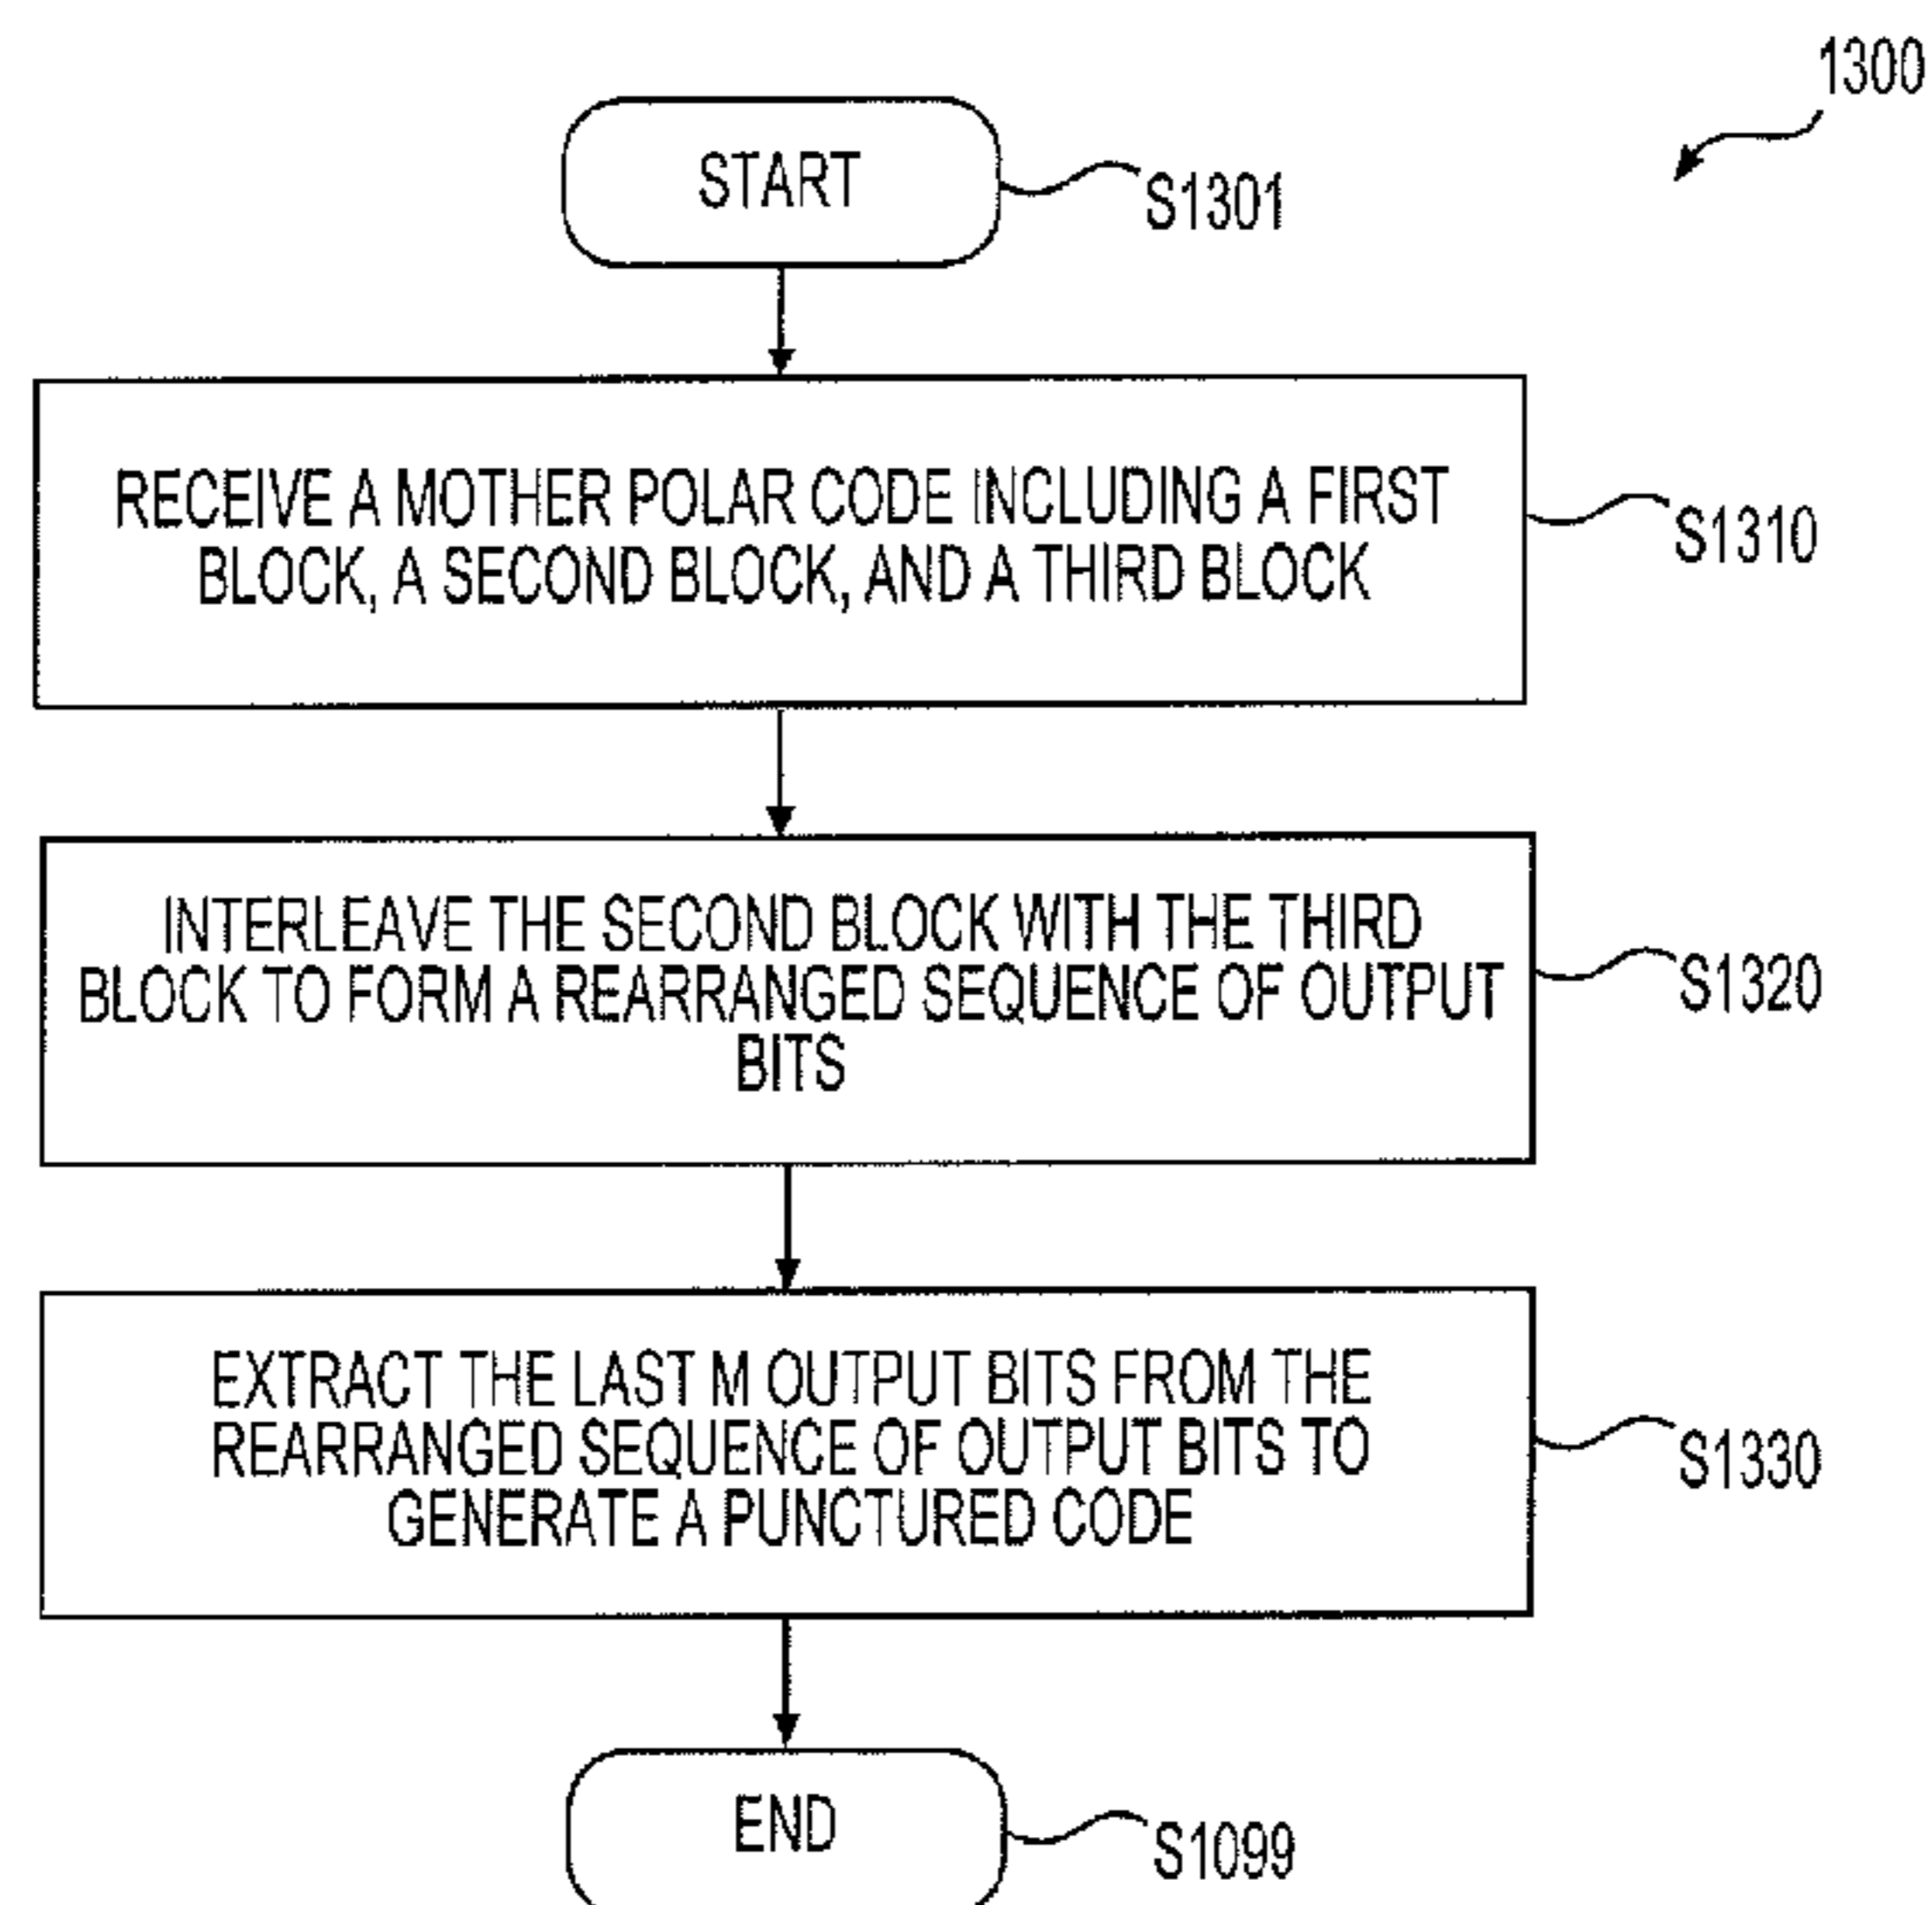 1300
START
S1301
RECEIVE A MOTHER POLAR CODE INCLUDING A FIRST
BLOCK, A SECOND BLOCK, AND A THIRD BLOCK
S1310
INTERLEAVE THE SECOND BLOCK WITH THE THIRD
BLOCK TO FORM A REARRANGED SEQUENCE OF OUTPUT
BITS
S1320
EXTRACT THE LAST M OUTPUT BITS FROM THE
REARRANGED SEQUENCE OF OUTPUT BITS TO
GENERATE A PUNCTURED CODE
S1330
END
S1099